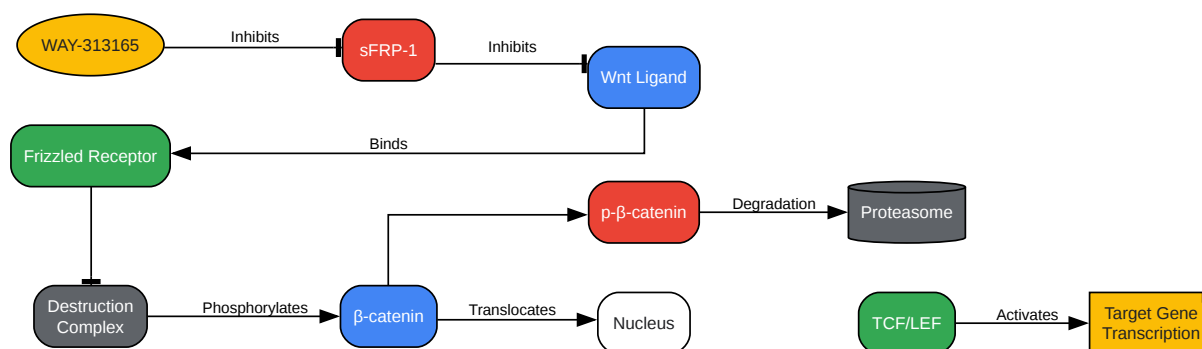 WAY-313165
Inhibits
sFRP-1
Inhibits
Wnt Ligand
Frizzled Receptor
Binds
p-β-catenin
Degradation
Proteasome
Destruction
Complex
Phosphorylates
β-catenin
Translocates
Nucleus
TCF/LEF
Activates
Target Gene
Transcription